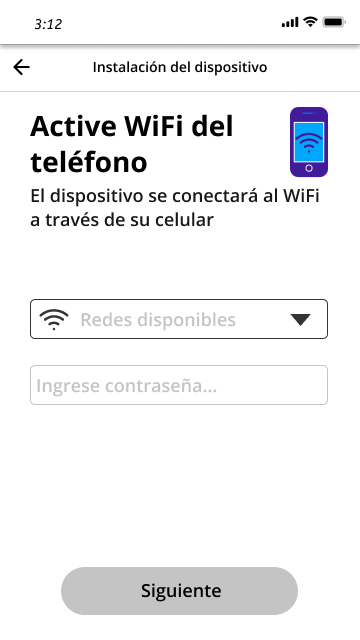 3:12
Instalación del dispositivo
Active WiFi del
teléfono
El dispositivo se conectará al WiFi
a través de su celular
Redes disponibles
Ingrese contraseña...
Siguiente